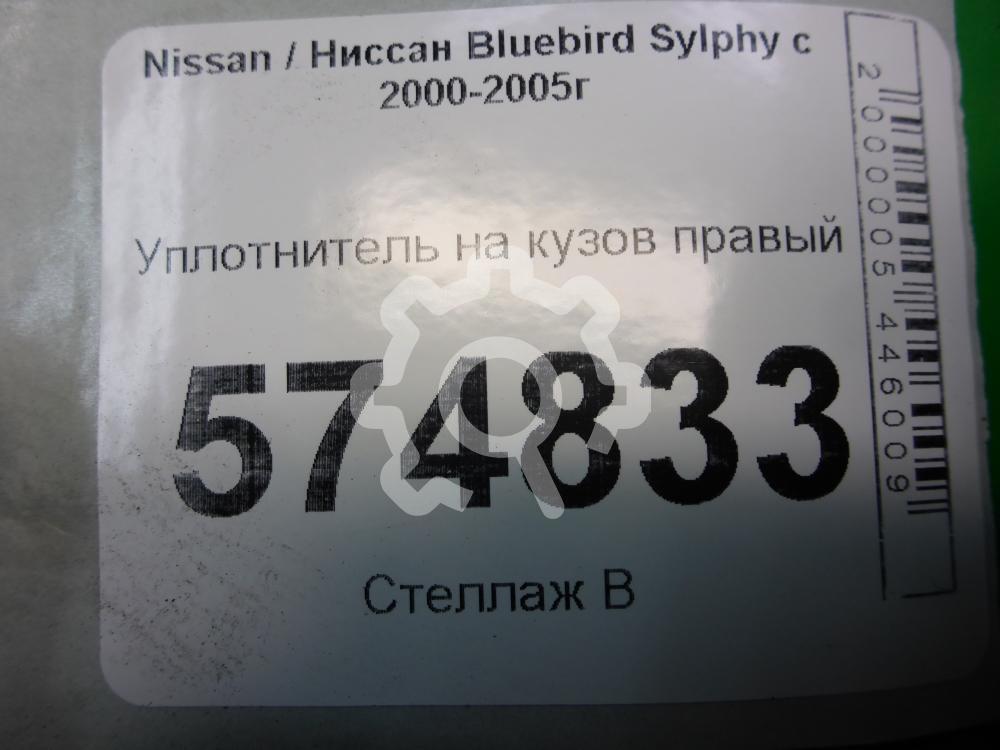 Nissan / Ниссан Bluebird Sylphy с
2000-2005г
Уплотнитель на кузов правый
574833
Стеллаж В
2000005446009